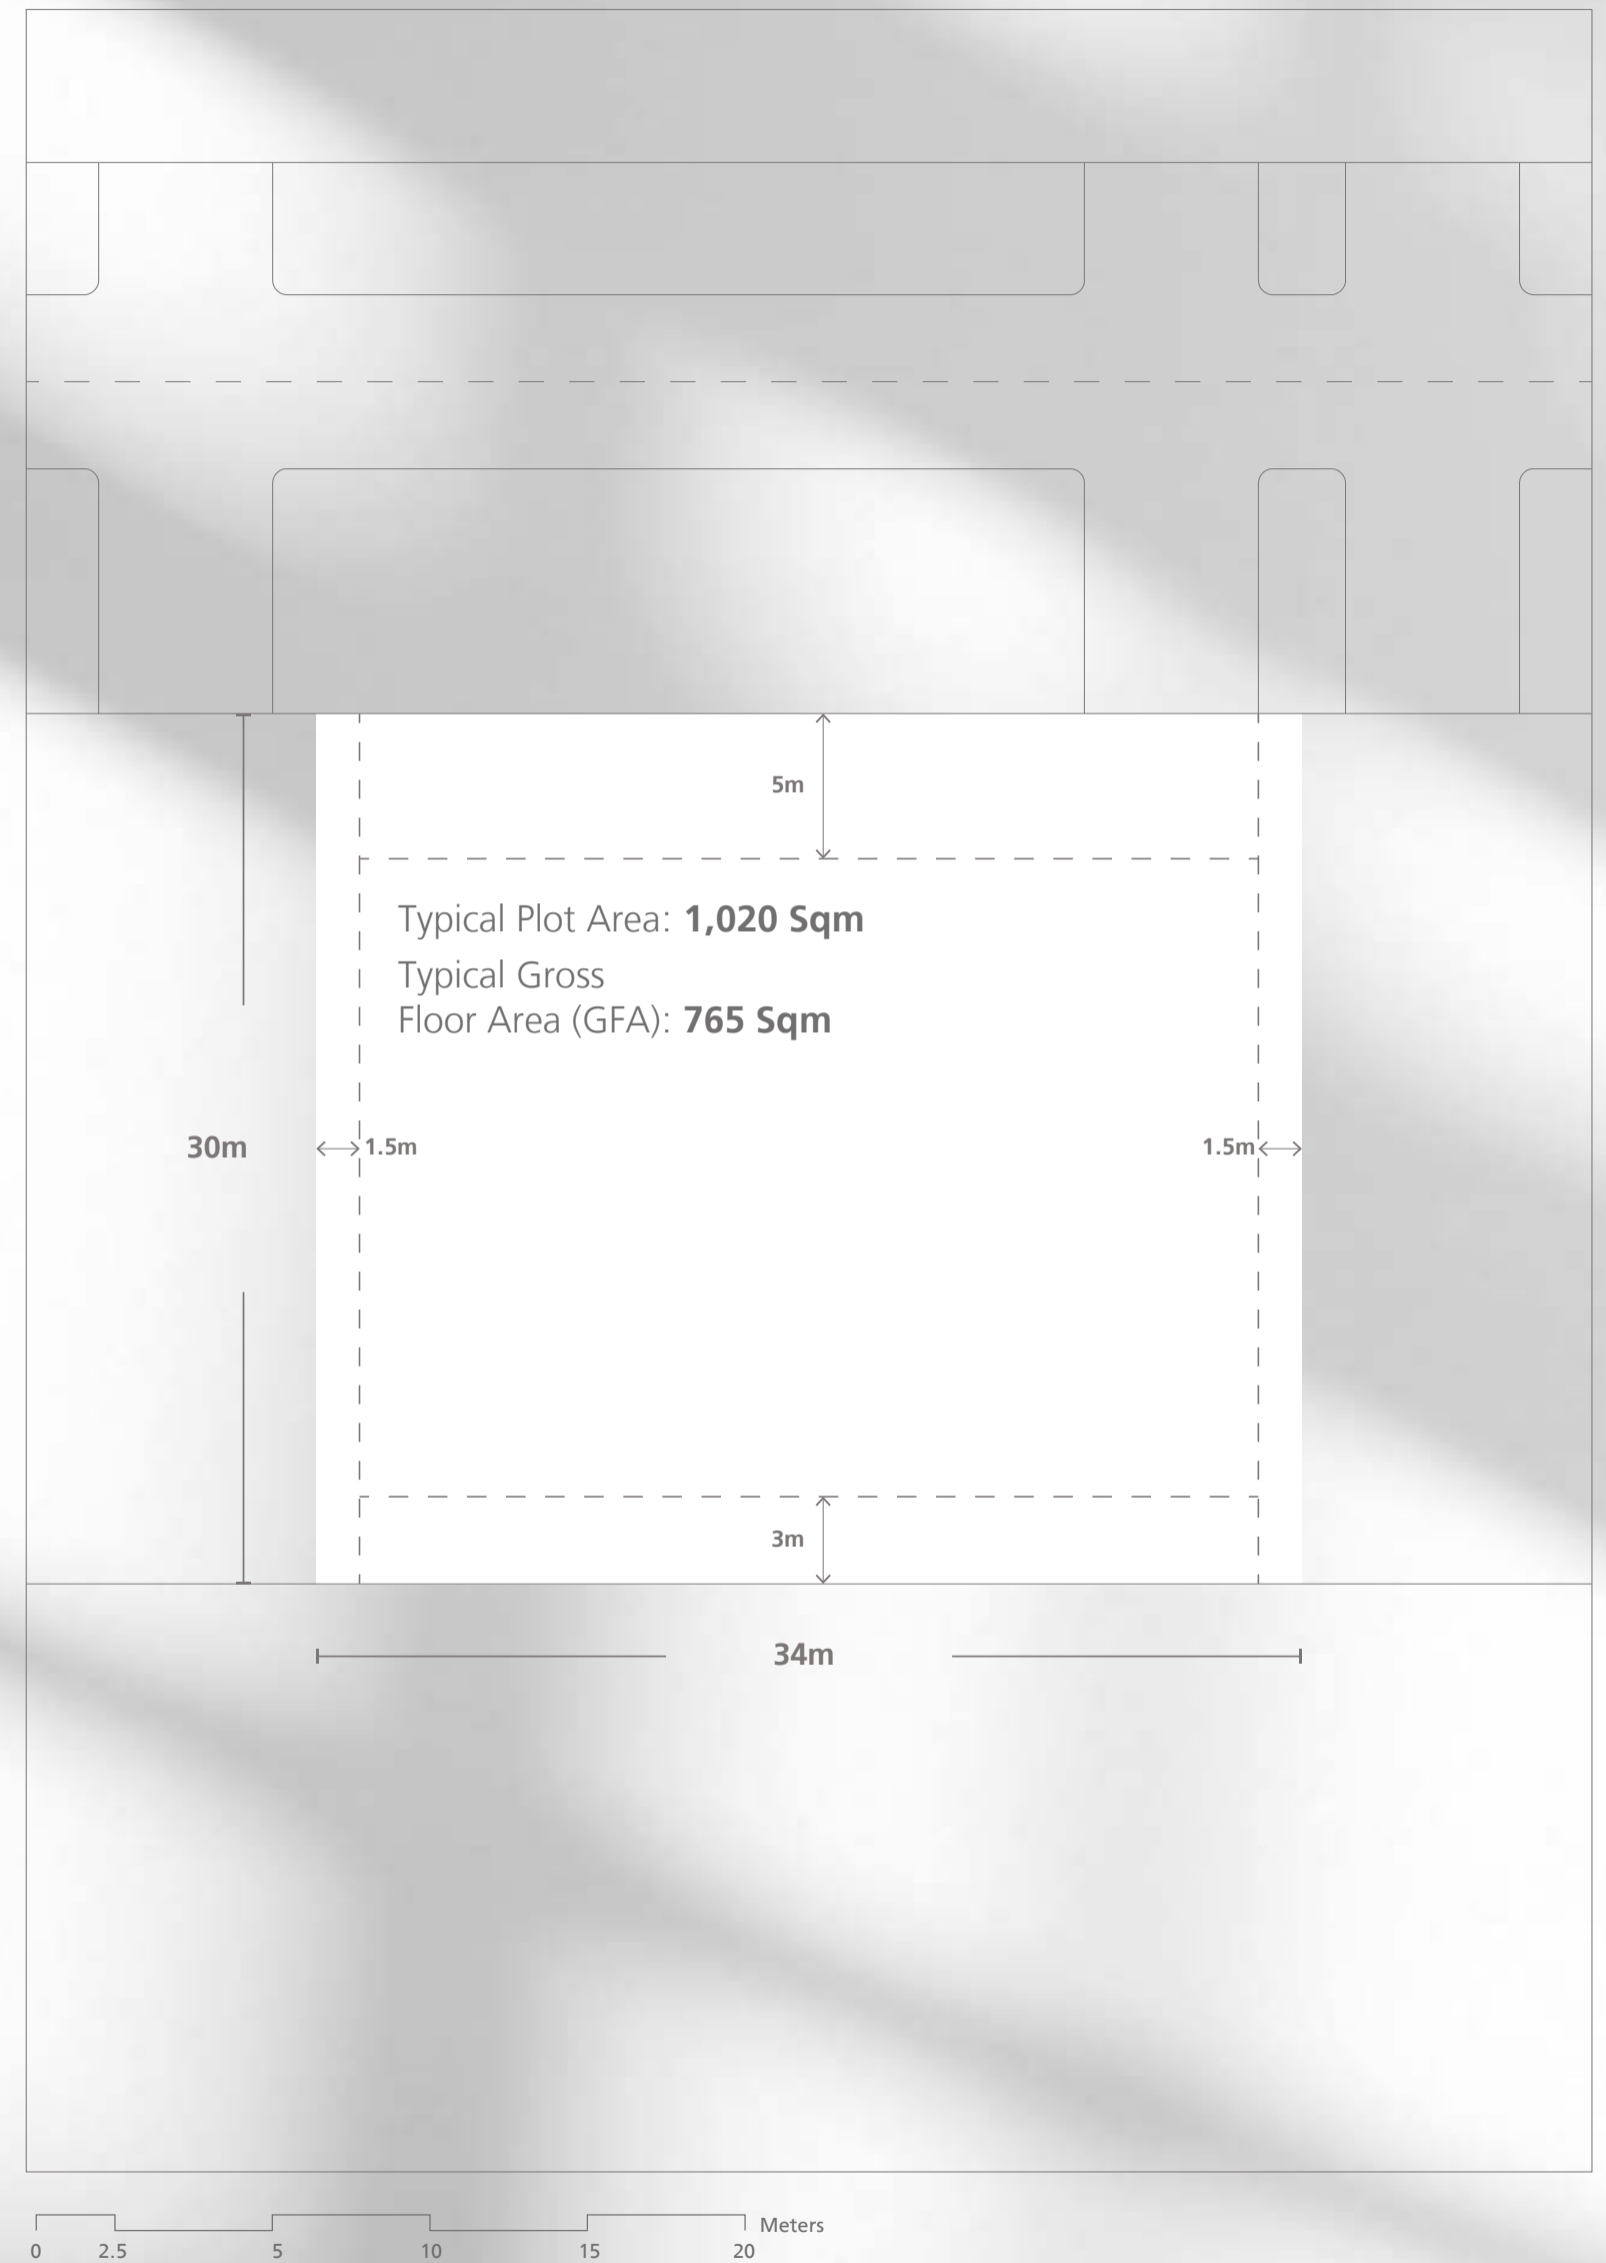 5m
Typical Plot Area: 1,020 Sqm
Typical Gross
Floor Area (GFA): 765 Sqm
30m
1.5m
1.5m
3m
34m
Meters
0 2.5 5 10 15 20